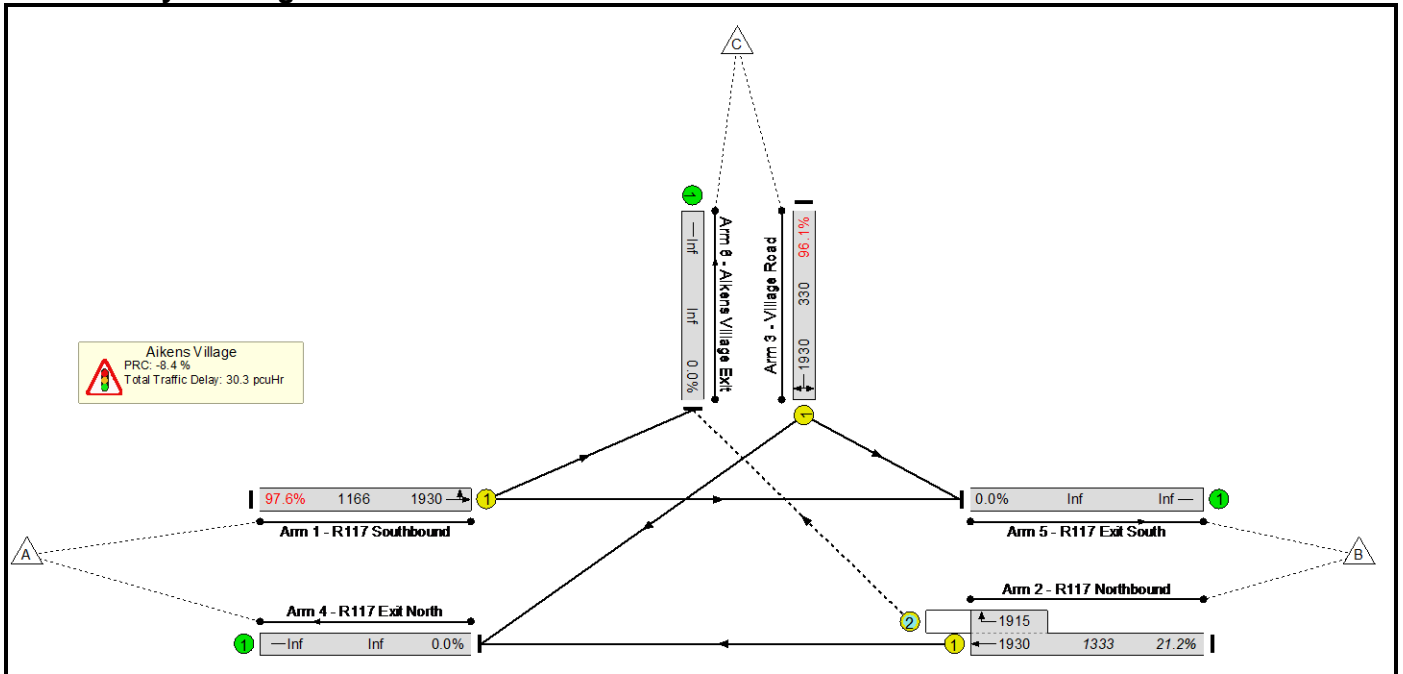 C
1
Arm 6 - Aikens Village Exit
—Inf Inf 0.0%
Arm 3 - Village Road
1930 330 96.1%
1
Aikens Village
PRC: -8.4 %
Total Traffic Delay: 30.3 pcuHr
97.6% 1166 1930
1
Arm 1 - R117 Southbound
0.0% Inf Inf —
1
Arm 5 - R117 Exit South
A
B
Arm 4 - R117 Exit North
1
—Inf Inf 0.0%
Arm 2 - R117 Northbound
2
1915
1
1930 1333 21.2%